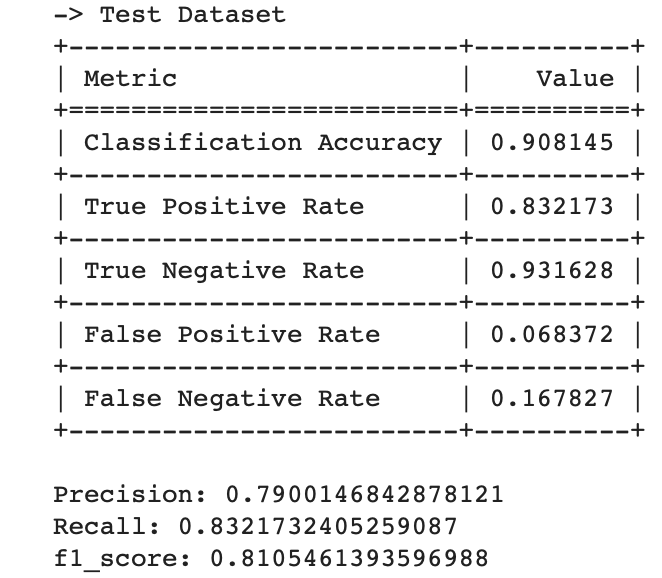 -> Test Dataset
+-------------------------+----------+
| Metric                  |    Value |
+=========================+==========+
| Classification Accuracy | 0.908145 |
+-------------------------+----------+
| True Positive Rate      | 0.832173 |
+-------------------------+----------+
| True Negative Rate      | 0.931628 |
+-------------------------+----------+
| False Positive Rate     | 0.068372 |
+-------------------------+----------+
| False Negative Rate     | 0.167827 |
+-------------------------+----------+
Precision: 0.7900146842878121
Recall: 0.8321732405259087
f1_score: 0.8105461393596988